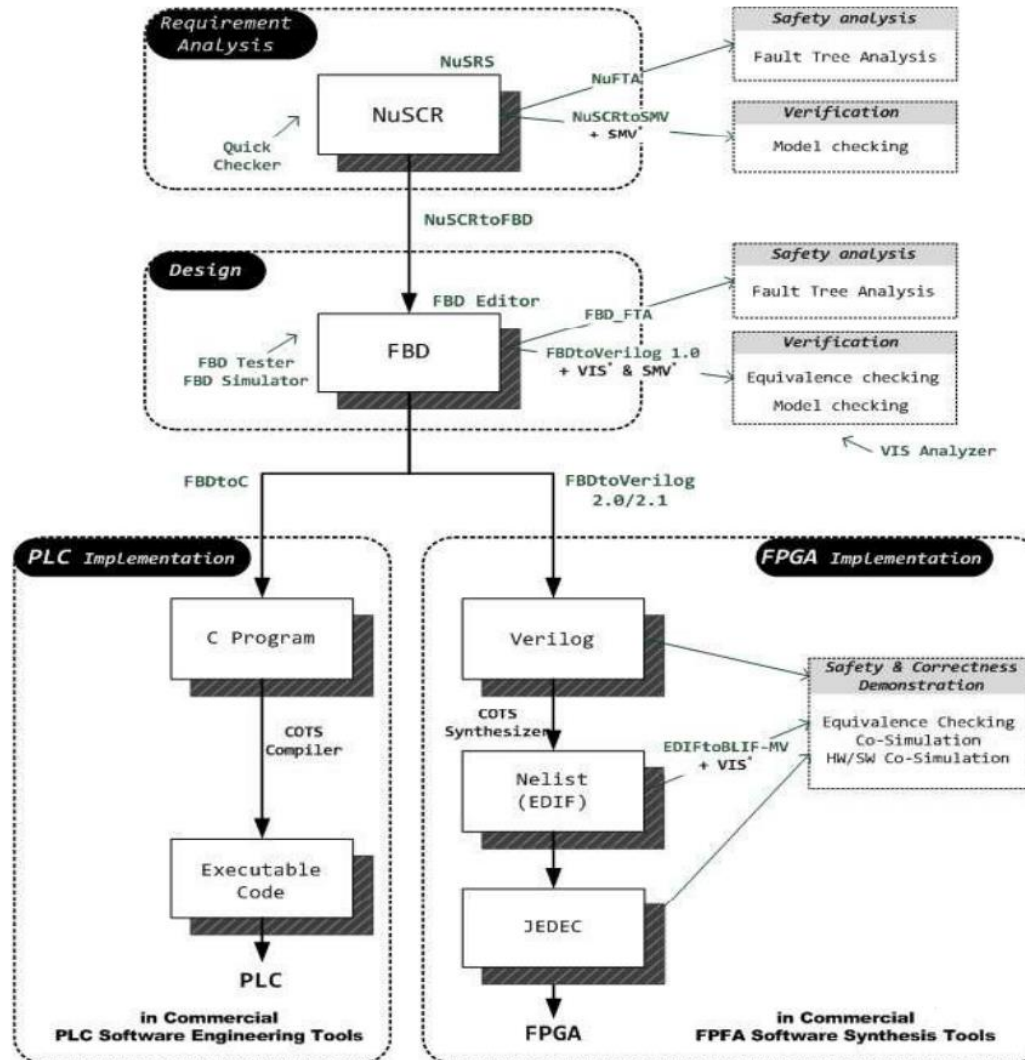 Requirement
Analysis
NuSRS
NuSCR
Quick
Checker
NuFTA
NuSCRtoSMV
+ SMV*
Safety analysis
Fault Tree Analysis
Verification
Model checking
NuSCRtoFBD
Design
FBD Editor
FBD
FBD Tester
FBD Simulator
FBD_FTA
FBDtoVerilog 1.0
+ VIS* & SMV*
Safety analysis
Fault Tree Analysis
Verification
Equivalence checking
Model checking
VIS Analyzer
FBDtoC
FBDtoVerilog
2.0/2.1
PLC Implementation
C Program
COTS
Compiler
Executable
Code
PLC
in Commercial
PLC Software Engineering Tools
FPGA Implementation
Verilog
COTS
Synthesizer
Nelist
(EDIF)
EDIFtoBLIF-MV
+ VIS*
JEDEC
FPGA
Safety & Correctness
Demonstration
Equivalence Checking
Co-Simulation
HW/SW Co-Simulation
in Commercial
FPFA Software Synthesis Tools